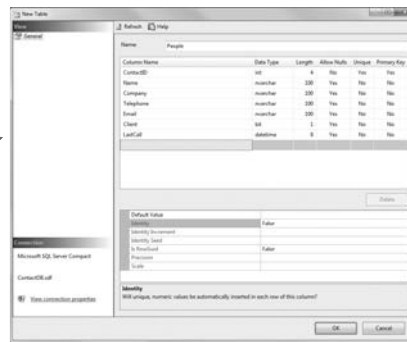 New Table
View
General
Refresh Help
Name People
Column Name Data Type Length Allow Nulls Unique Primary Key
ContactID int 4 No Yes Yes
Name nvarchar 100 Yes No No
Company nvarchar 100 Yes No No
Telephone nvarchar 100 Yes No No
Email nvarchar 100 Yes No No
Client bit 1 Yes No No
LastCall datetime 8 Yes No No
Delete
Default Value
Identity False
Identity Increment
Identity Seed
Is RowGuid False
Precision
Scale
Connection
Microsoft SQL Server Compact
ContactDB.sdf
View connection properties
Identity
Will unique, numeric values be automatically inserted in each row of this column?
OK Cancel